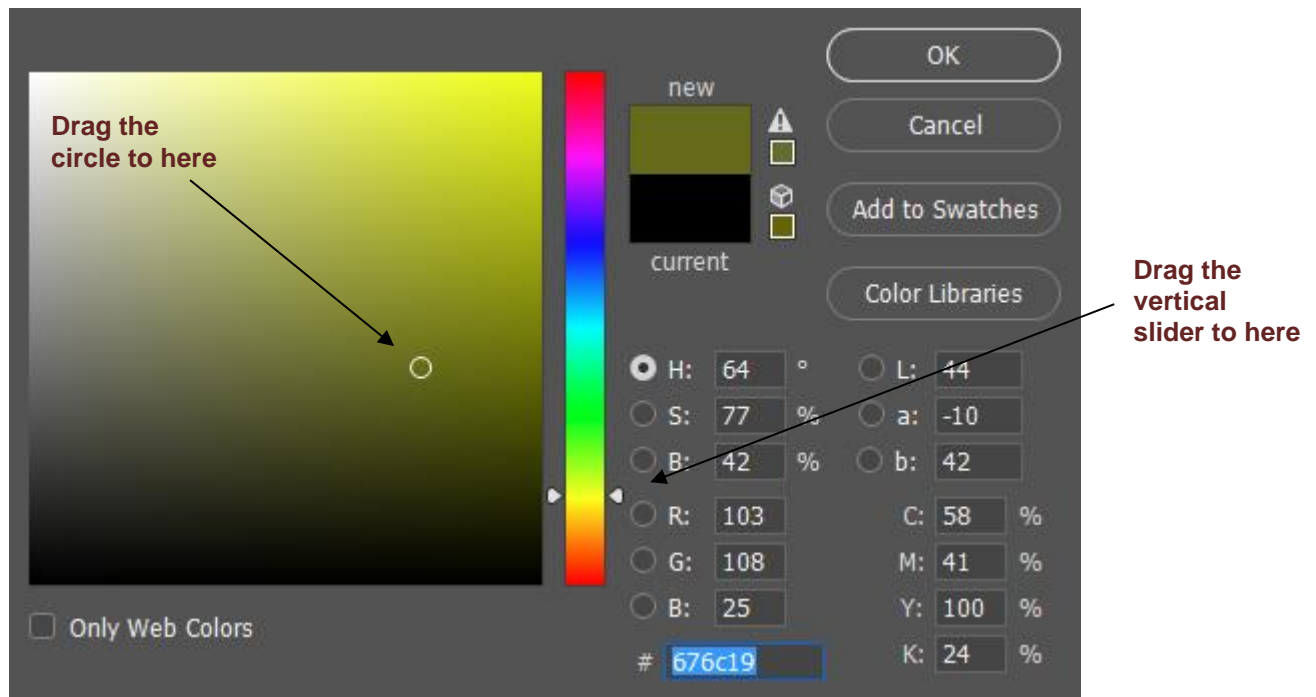 OK
new
Drag the
circle to here
Cancel
Add to Swatches
current
Color Libraries
Drag the
vertical
slider to here
H: 64 °
L: 44
S: 77 %
a: -10
B: 42 %
b: 42
R: 103
C: 58 %
G: 108
M: 41 %
B: 25
Y: 100 %
Only Web Colors
# 676c19
K: 24 %